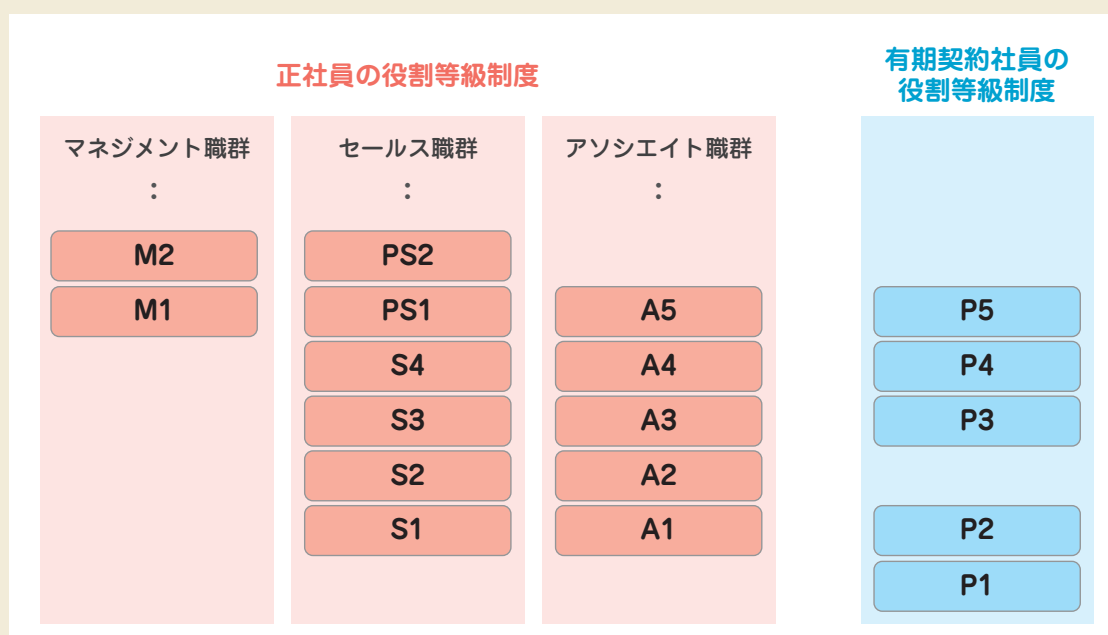 正社員の役割等級制度
有期契約社員の
役割等級制度
マネジメント職群
:
M2
M1
セールス職群
:
PS2
PS1
S4
S3
S2
S1
アソシエイト職群
:
A5
A4
A3
A2
A1
P5
P4
P3
P2
P1